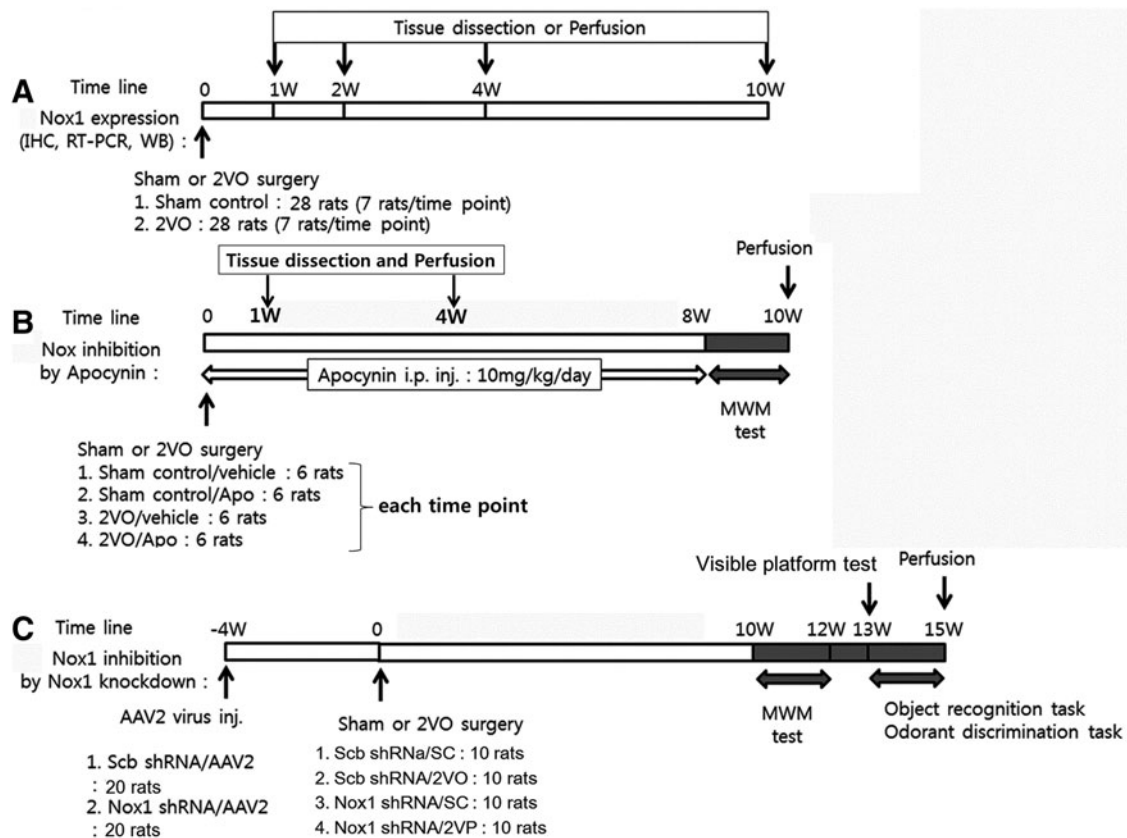 Tissue dissection or Perfusion
A
Time line
0 1W 2W 4W 10W
Nox1 expression
(IHC, RT-PCR, WB) :
Sham or 2VO surgery
1. Sham control : 28 rats (7 rats/time point)
2. 2VO : 28 rats (7 rats/time point)
Tissue dissection and Perfusion
Perfusion
B
Time line
0 1W 4W 8W 10W
Nox inhibition
by Apocynin :
Apocynin i.p. inj. : 10mg/kg/day
MWM
test
Sham or 2VO surgery
1. Sham control/vehicle : 6 rats
2. Sham control/Apo : 6 rats
3. 2VO/vehicle : 6 rats
4. 2VO/Apo : 6 rats
each time point
Visible platform test
Perfusion
C
Time line
-4W 0 10W 12W 13W 15W
Nox1 inhibition
by Nox1 knockdown :
AAV2 virus inj.
1. Scb shRNA/AAV2
: 20 rats
2. Nox1 shRNA/AAV2
: 20 rats
Sham or 2VO surgery
1. Scb shRNa/SC : 10 rats
2. Scb shRNA/2VO : 10 rats
3. Nox1 shRNA/SC : 10 rats
4. Nox1 shRNA/2VP : 10 rats
MWM
test
Object recognition task
Odorant discrimination task